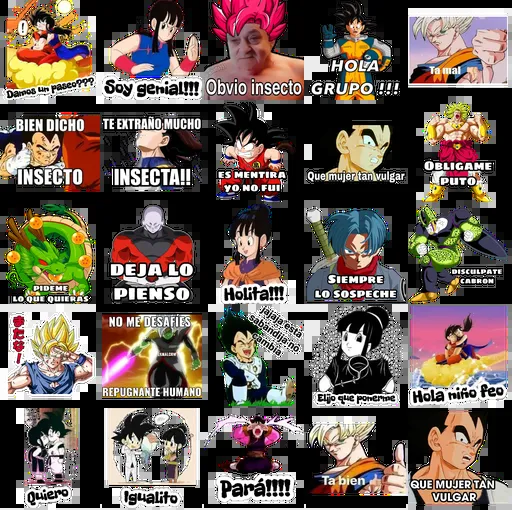 Damos un paseo???
Soy genial!!!
Obvio insecto
HOLA
GRUPO !!!
Ta mal
BIEN DICHO
INSECTO
TE EXTRAÑO MUCHO
INSECTA!!
ES MENTIRA
YO NO FUI
Que mujer tan vulgar
OBLIGAME
PUTO
PIDEME
LO QUE QUIERAS
DEJA LO
PIENSO
Holita!!!
SIEMPRE
LO SOSPECHE
DISCULPATE
CABRON
NO ME DESAFÍES
REPUGNANTE HUMANO
jajaja esa
Elijo que ponerme
Hola niño feo
Quiero
Igualito
Pará!!!!
Ta bien
QUE MUJER TAN
VULGAR